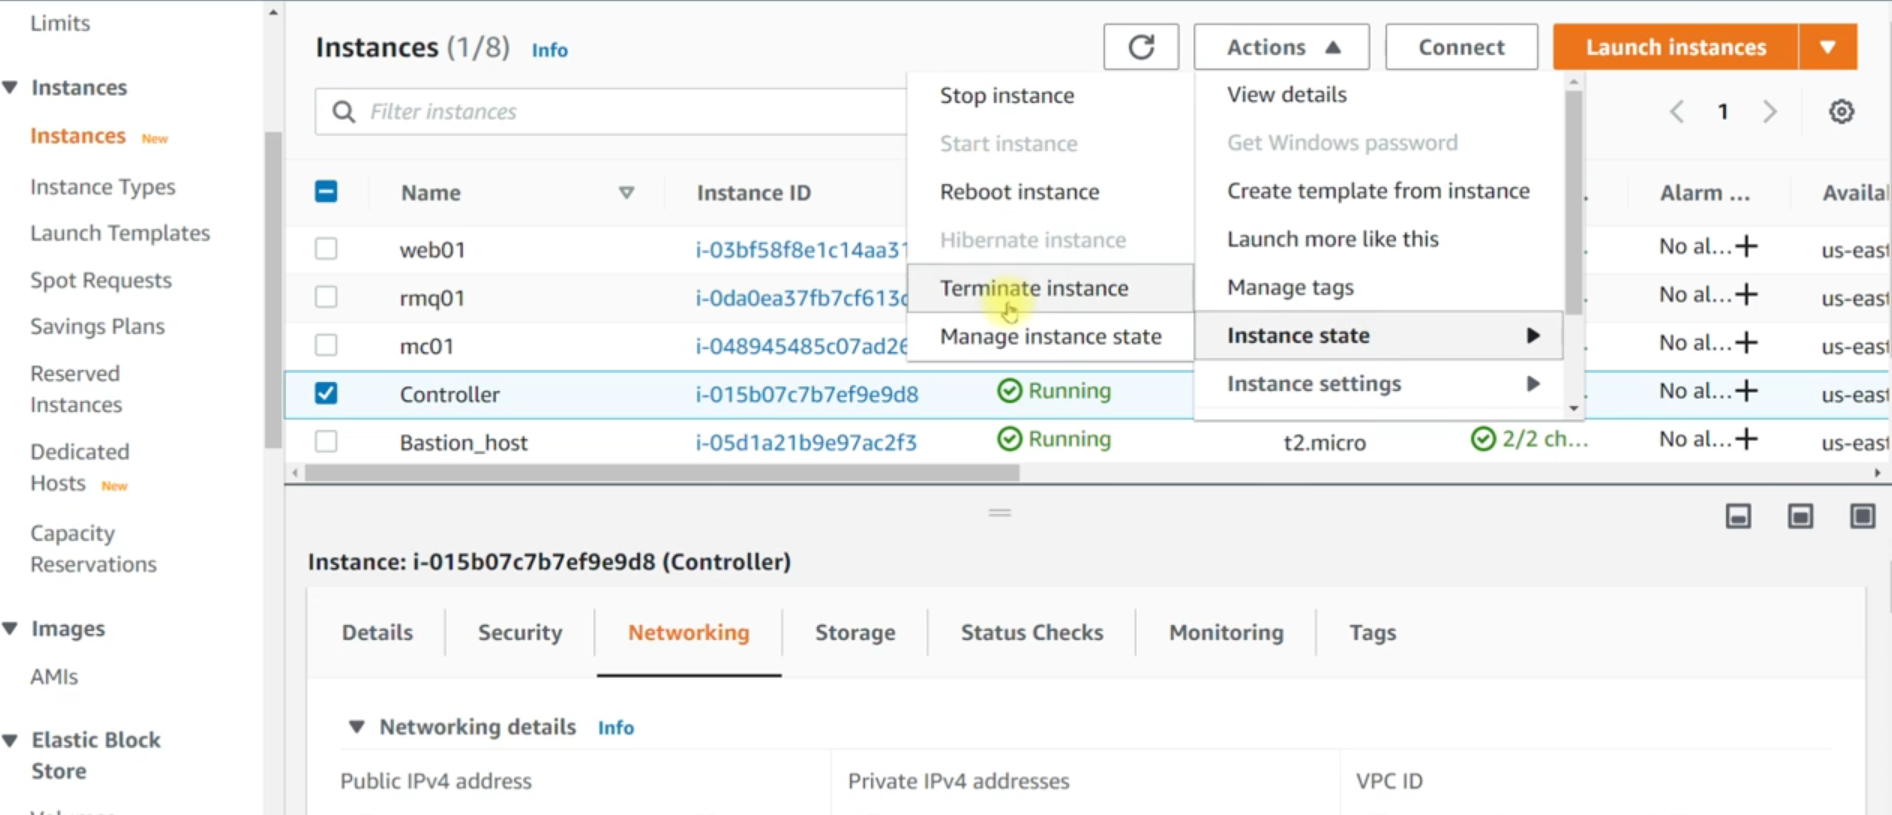 Limits
Instances
Instances New
Instance Types
Launch Templates
Spot Requests
Savings Plans
Reserved
Instances
Dedicated
Hosts New
Capacity
Reservations
Images
AMIs
Elastic Block
Store
Instances (1/8) Info
Actions
Connect
Launch instances
Filter instances
1
Stop instance
Start instance
Reboot instance
Hibernate instance
Terminate instance
Manage instance state
View details
Get Windows password
Create template from instance
Launch more like this
Manage tags
Instance state
Instance settings
Name Instance ID Alarm ...
web01 i-03bf58f8e1c14aa31 No al... us-east
rmq01 i-0da0ea37fb7cf613c No al... us-east
mc01 i-048945485c07ad26 No al... us-east
Controller i-015b07c7b7ef9e9d8 Running No al... us-east
Bastion_host i-05d1a21b9e97ac2f3 Running t2.micro 2/2 ch... No al... us-east
Instance: i-015b07c7b7ef9e9d8 (Controller)
Details Security Networking Storage Status Checks Monitoring Tags
Networking details Info
Public IPv4 address Private IPv4 addresses VPC ID